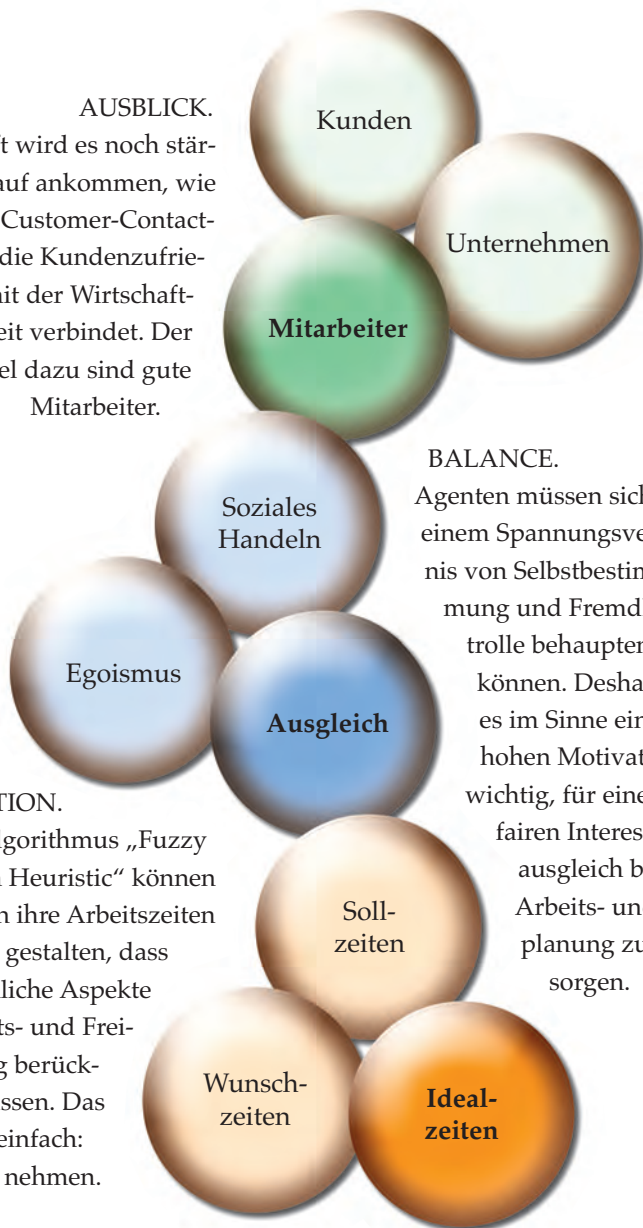 AUSBLICK.
wird es noch stär-
auf ankommen, wie
Customer-Contact-
die Kundenzufrie-
der Wirtschaft-
verbindet. Der
dazu sind gute
Mitarbeiter.
Kunden
Unternehmen
Mitarbeiter
Soziales
Handeln
Egoismus
Ausgleich
BALANCE.
Agenten müssen sich
einem Spannungsve
nis von Selbstbestim
mung und Fremd
trolle behaupten
können. Desha
es im Sinne ein
hohen Motivat
wichtig, für eine
fairen Interes
ausgleich b
Arbeits- un
planung zu
sorgen.
TION.
lgorithmus „Fuzzy
Heuristic“ können
ihre Arbeitszeiten
gestalten, dass
liche Aspekte
ts- und Frei-
g berück-
ssen. Das
einfach:
nehmen.
Soll-
zeiten
Wunsch-
zeiten
Ideal-
zeiten